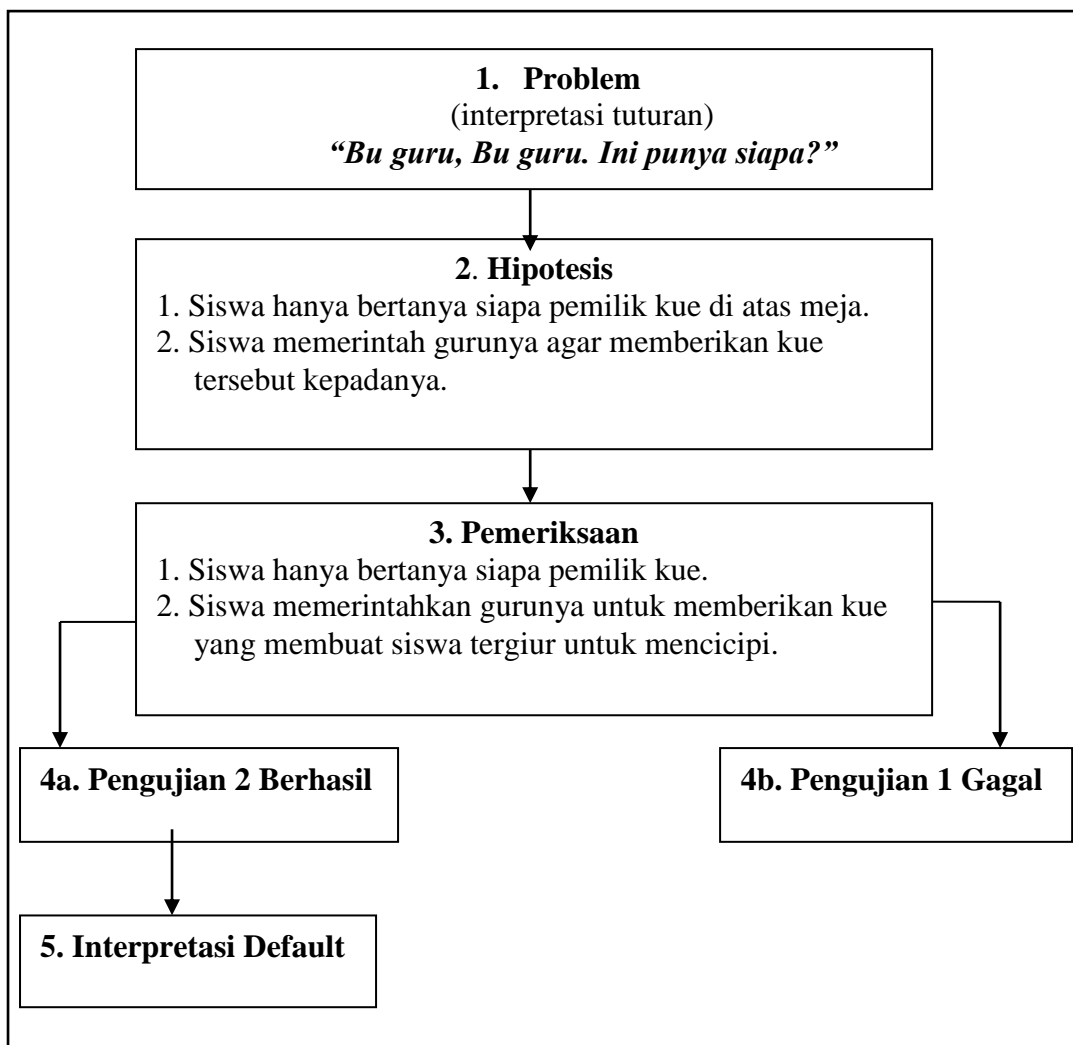 1. Problem
(interpretasi tuturan)
“Bu guru, Bu guru. Ini punya siapa?”
2. Hipotesis
1. Siswa hanya bertanya siapa pemilik kue di atas meja.
2. Siswa memerintah gurunya agar memberikan kue
tersebut kepadanya.
3. Pemeriksaan
1. Siswa hanya bertanya siapa pemilik kue.
2. Siswa memerintahkan gurunya untuk memberikan kue
yang membuat siswa tergiur untuk mencicipi.
4a. Pengujian 2 Berhasil
4b. Pengujian 1 Gagal
5. Interpretasi Default